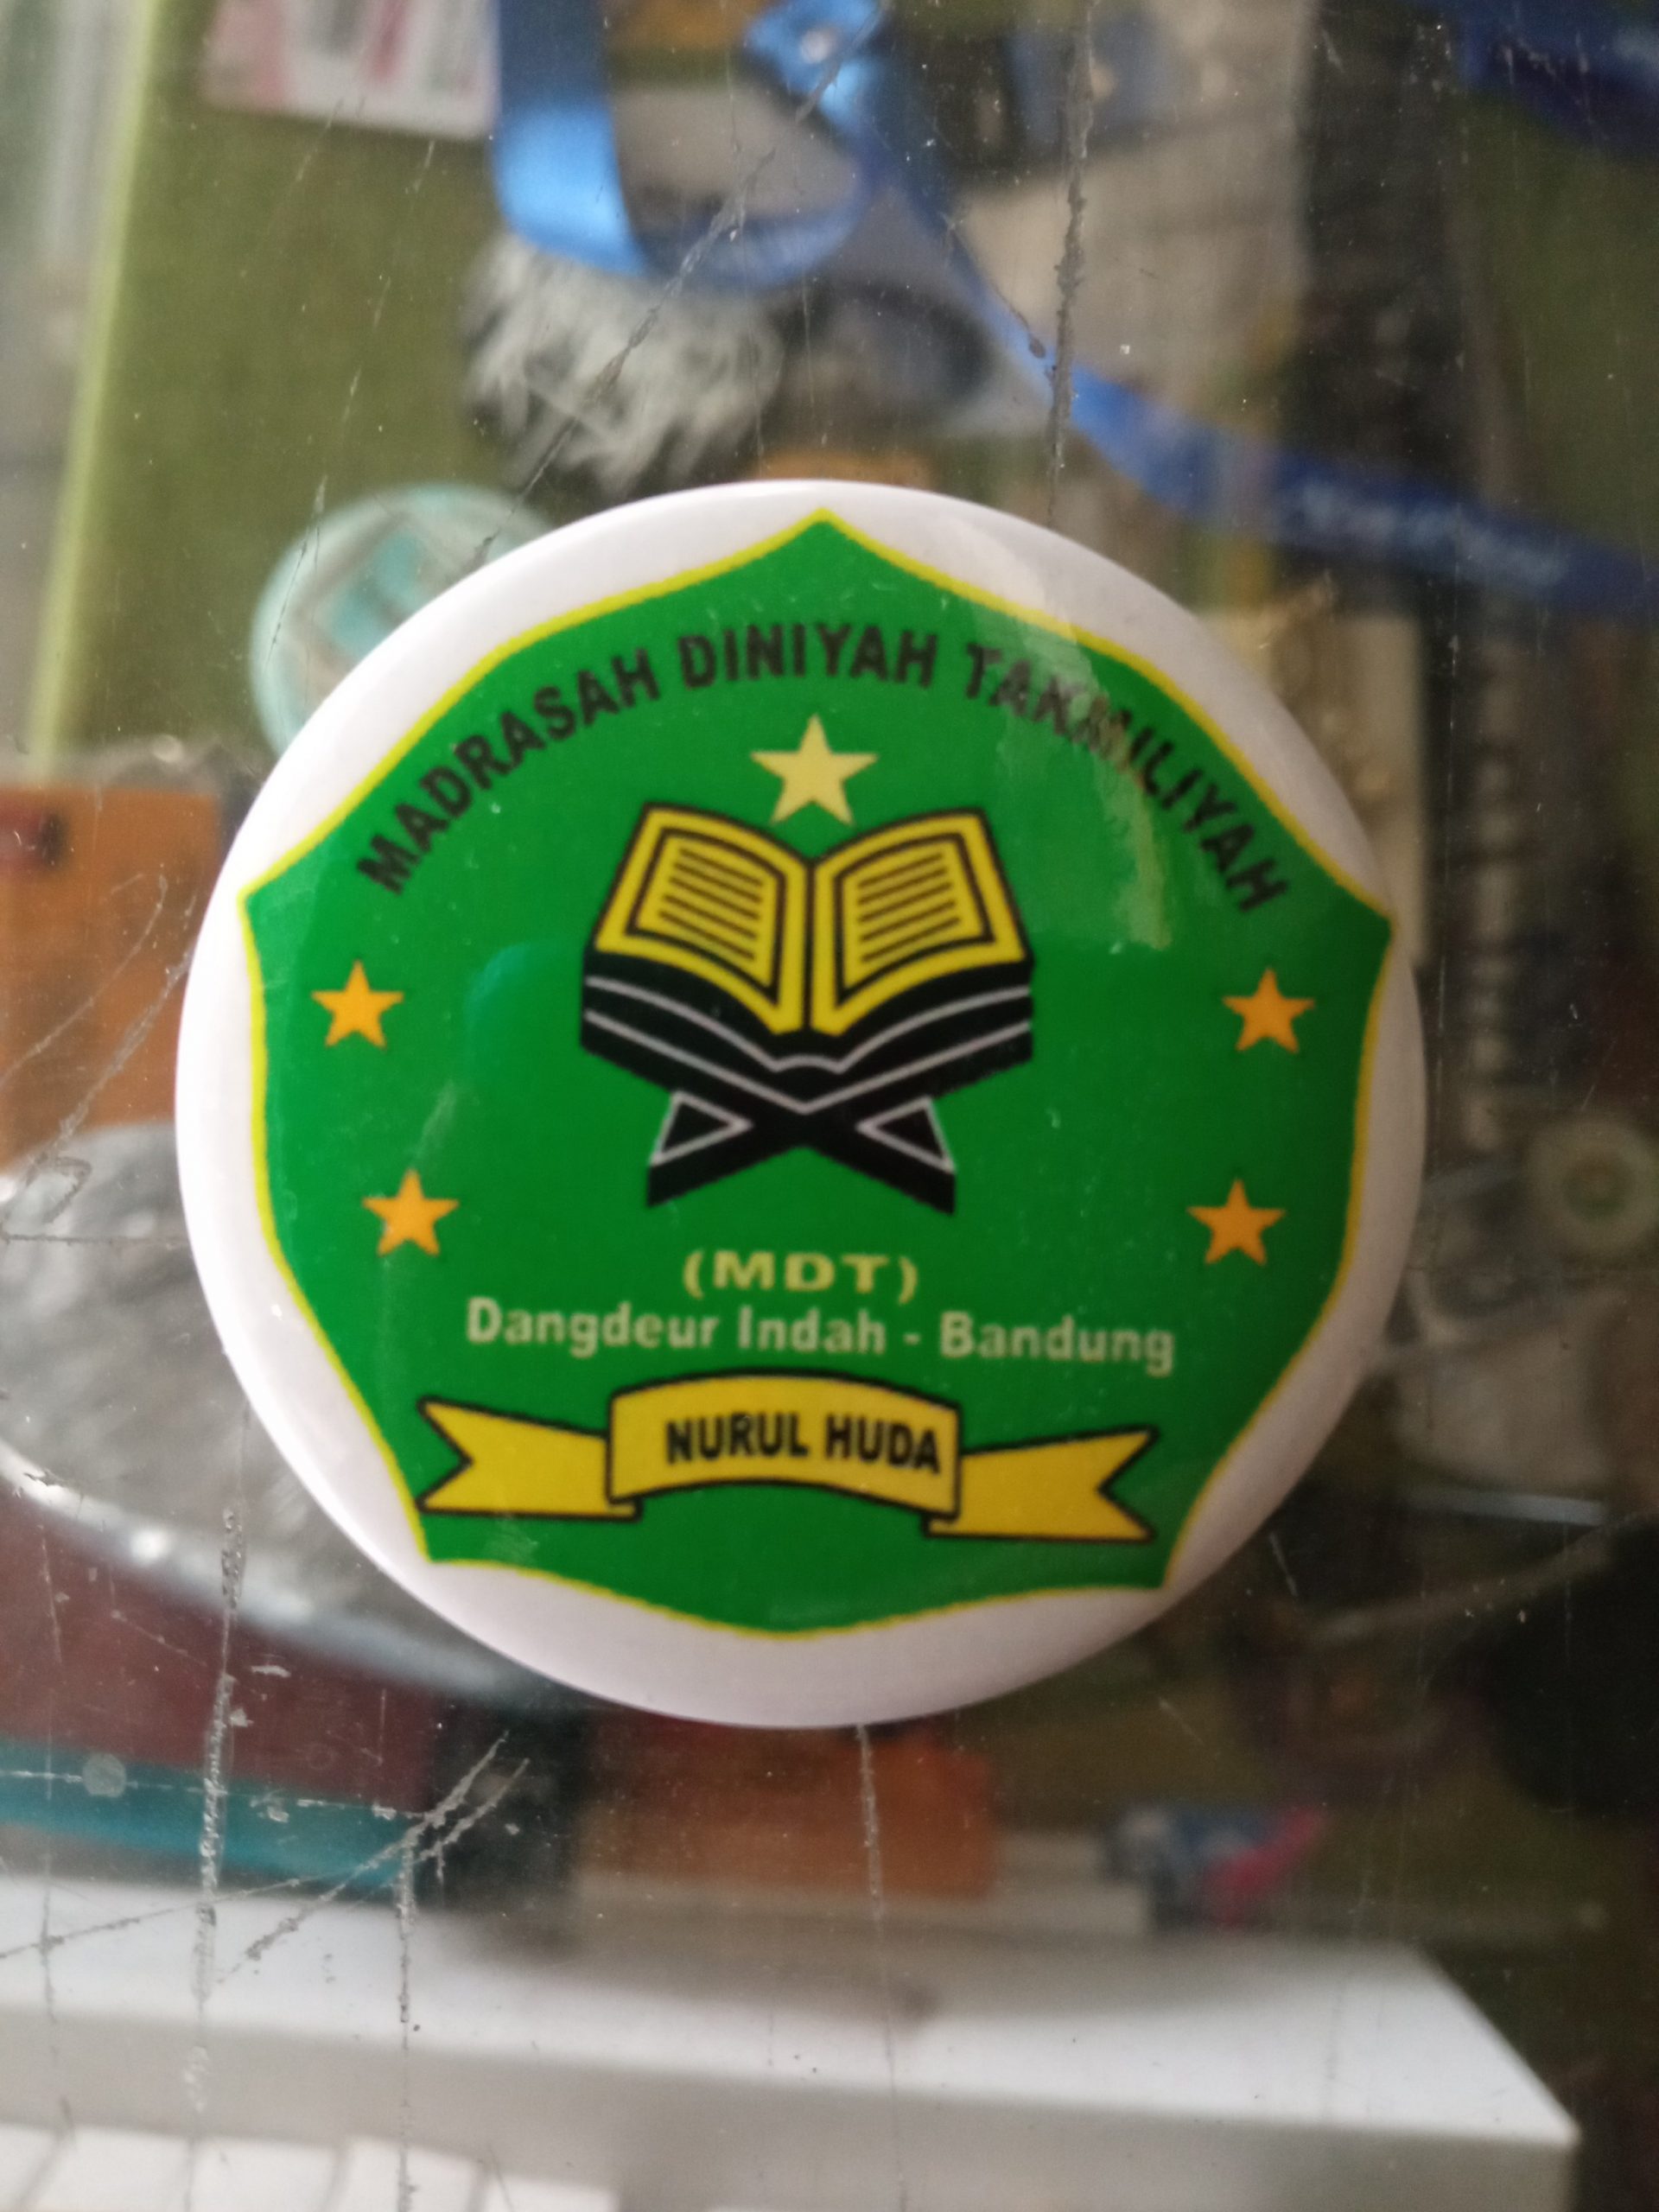 MADRASAH DINIYAH TAKMILIYAH
(MDT)
Dangdeur Indah - Bandung
NURUL HUDA